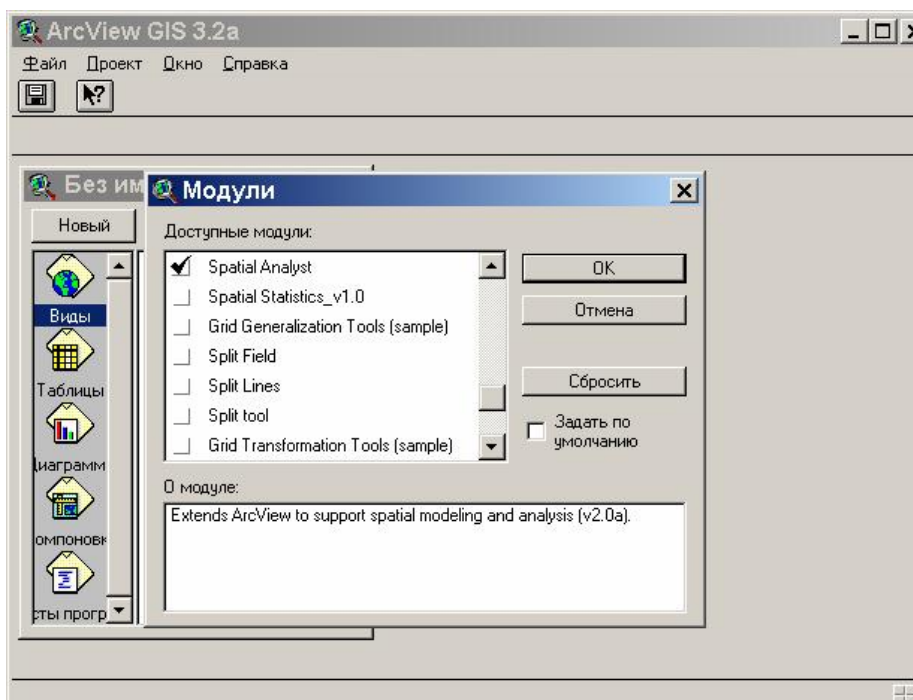 ArcView GIS 3.2a
Файл Проект Окно Справка
Без им
Модули
Новый
Доступные модули:
Spatial Analyst
Spatial Statistics_v1.0
Grid Generalization Tools (sample)
Split Field
Split Lines
Split tool
Grid Transformation Tools (sample)
OK
Отмена
Сбросить
Задать по
умолчанию
Виды
Таблицы
Диаграмм
омпоновк
сты прогр
О модуле:
Extends ArcView to support spatial modeling and analysis (v2.0a).